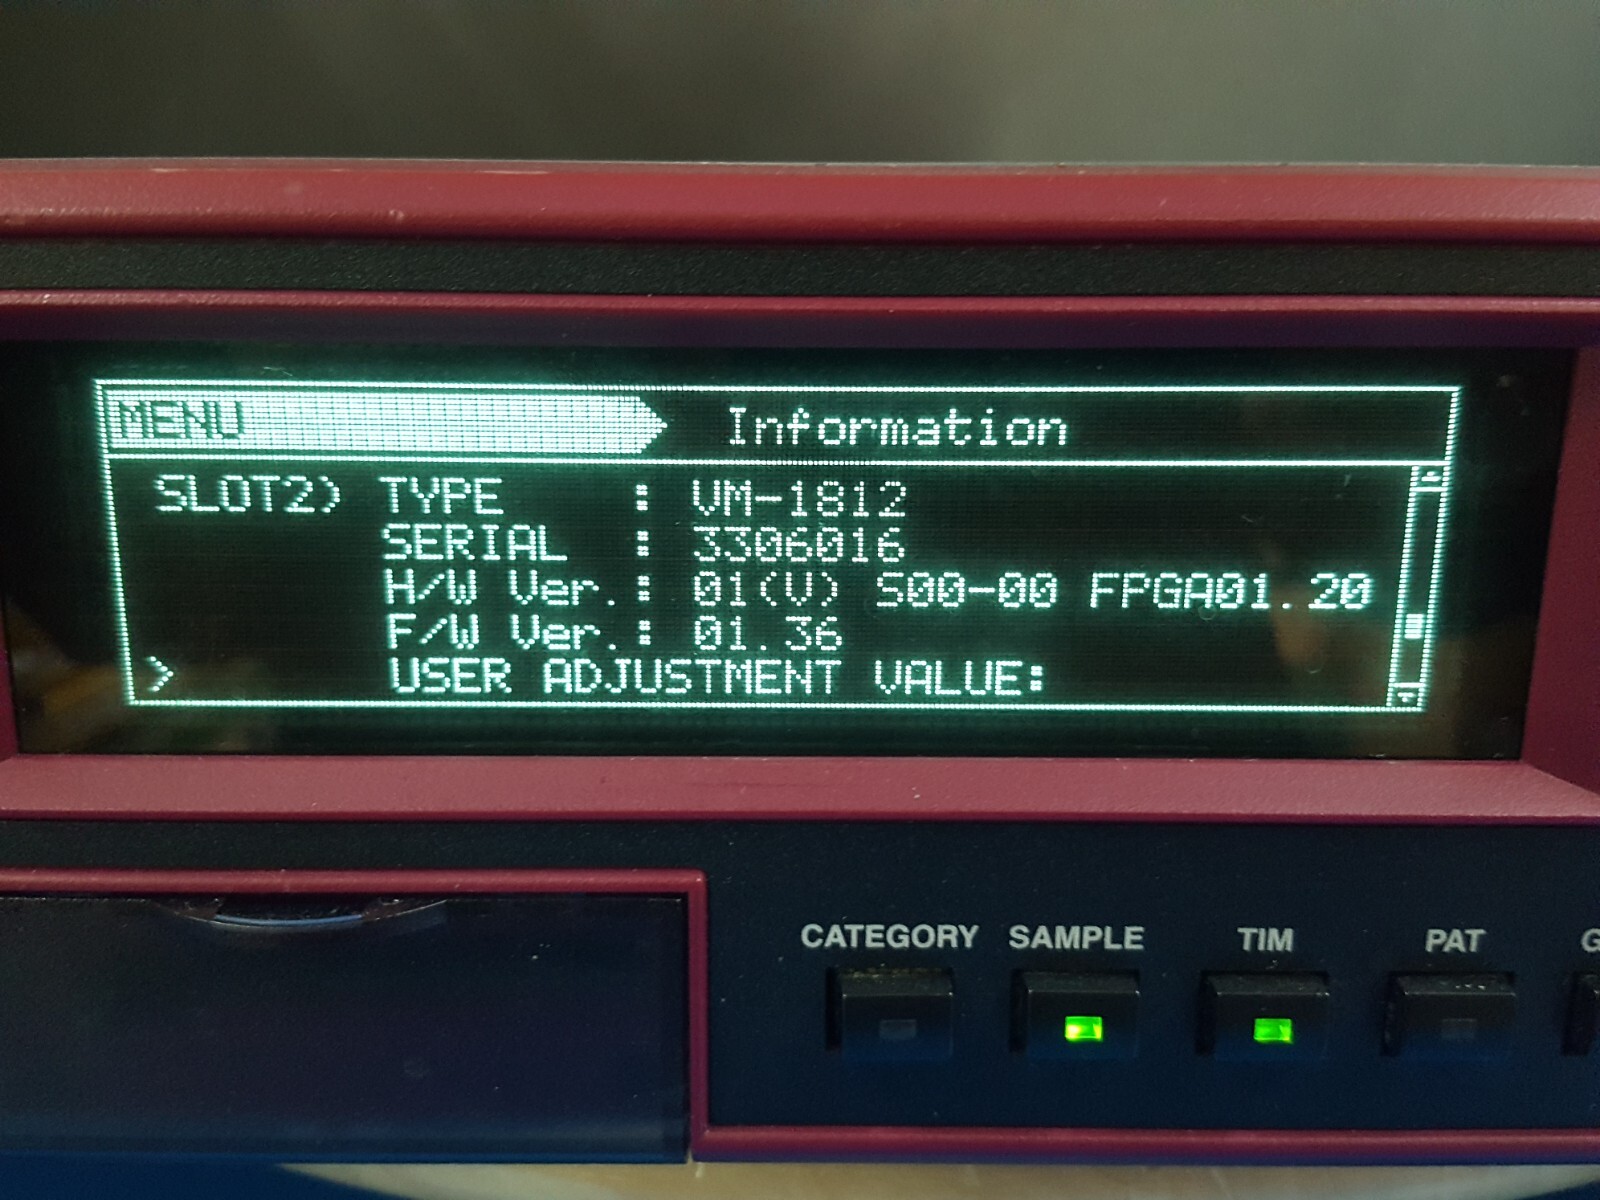 MENU Information
SLOT2) TYPE : VM-1812
SERIAL : 3306016
H/W Ver. : 01(V) S00-00 FPGA01.20
F/W Ver. : 01.36
> USER ADJUSTMENT VALUE:
CATEGORY SAMPLE TIM PAT G